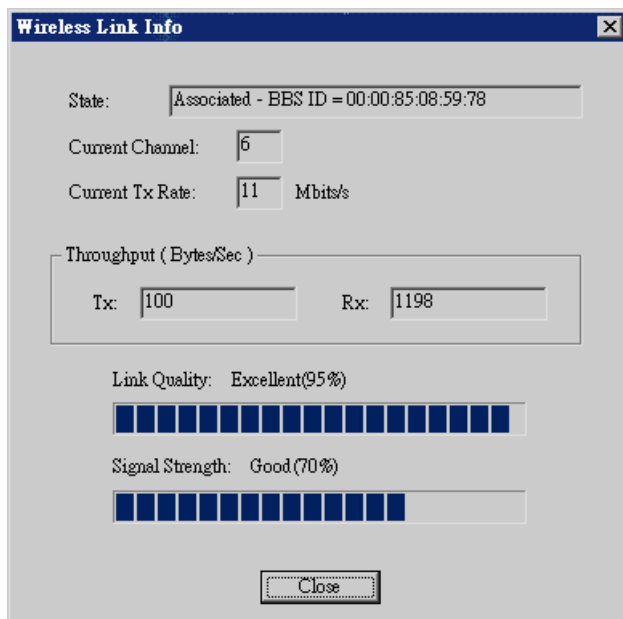 Wireless Link Info
State: Associated - BBS ID = 00:00:85:08:59:78
Current Channel: 6
Current Tx Rate: 11 Mbits/s
Throughput ( Bytes/Sec )
Tx: 100 Rx: 1198
Link Quality: Excellent(95%)
Signal Strength: Good(70%)
Close